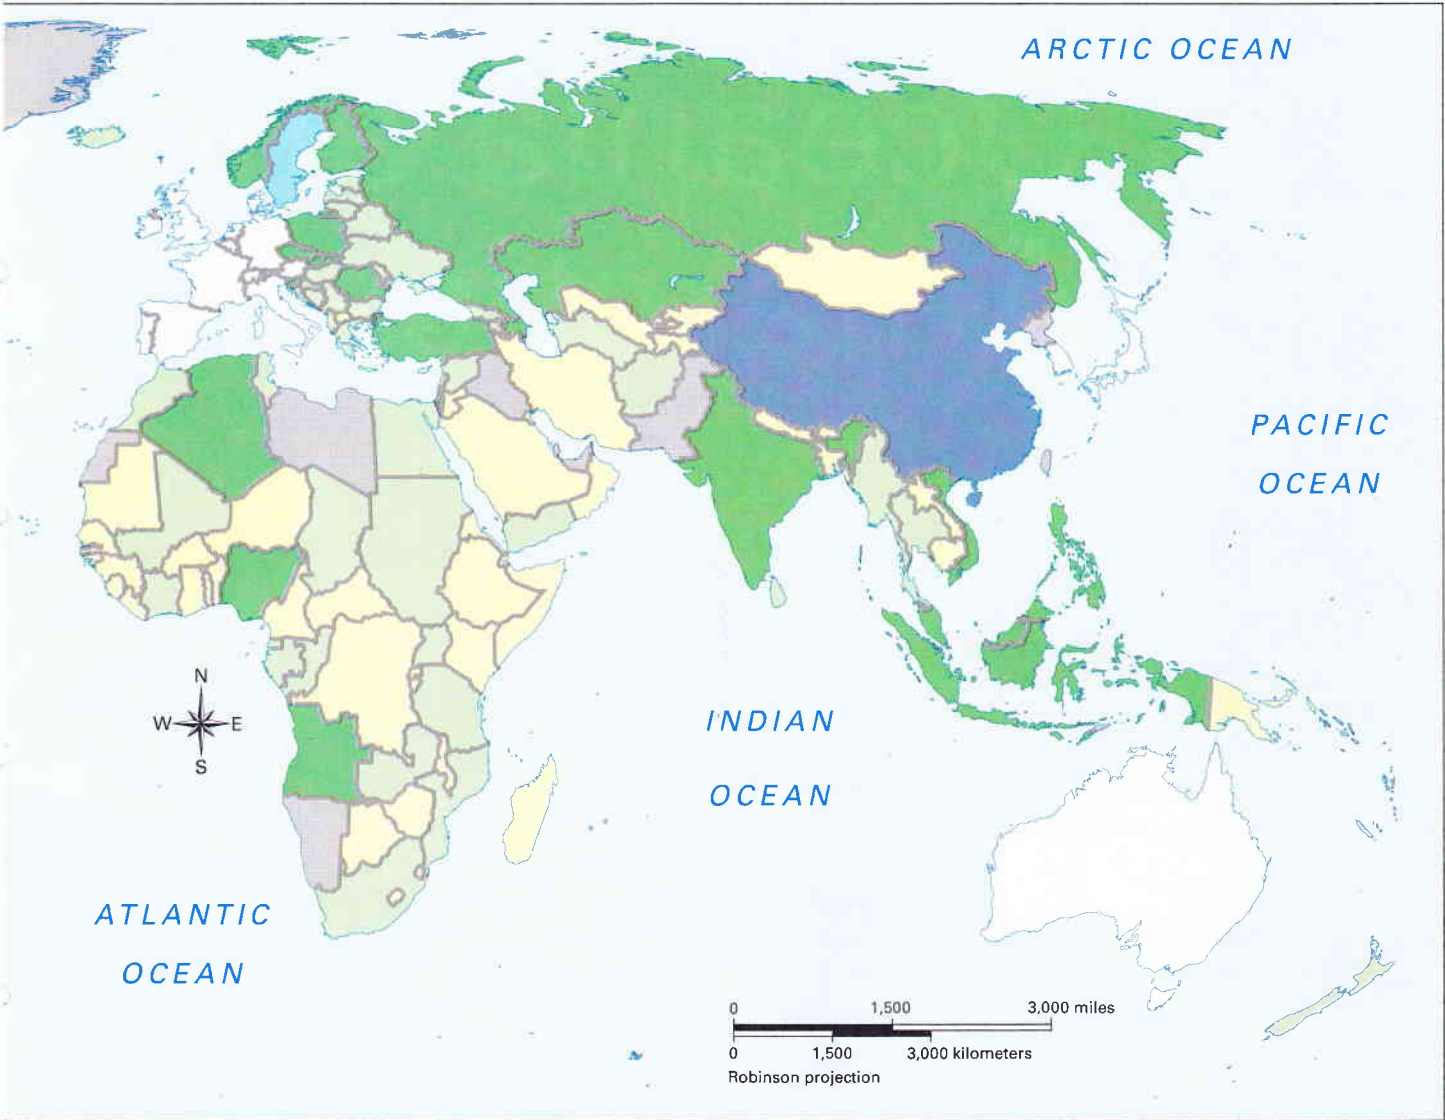 ARCTIC OCEAN
PACIFIC
OCEAN
N
W E
S
INDIAN
OCEAN
ATLANTIC
OCEAN
0 1,500 3,000 miles
0 1,500 3,000 kilometers
Robinson projection